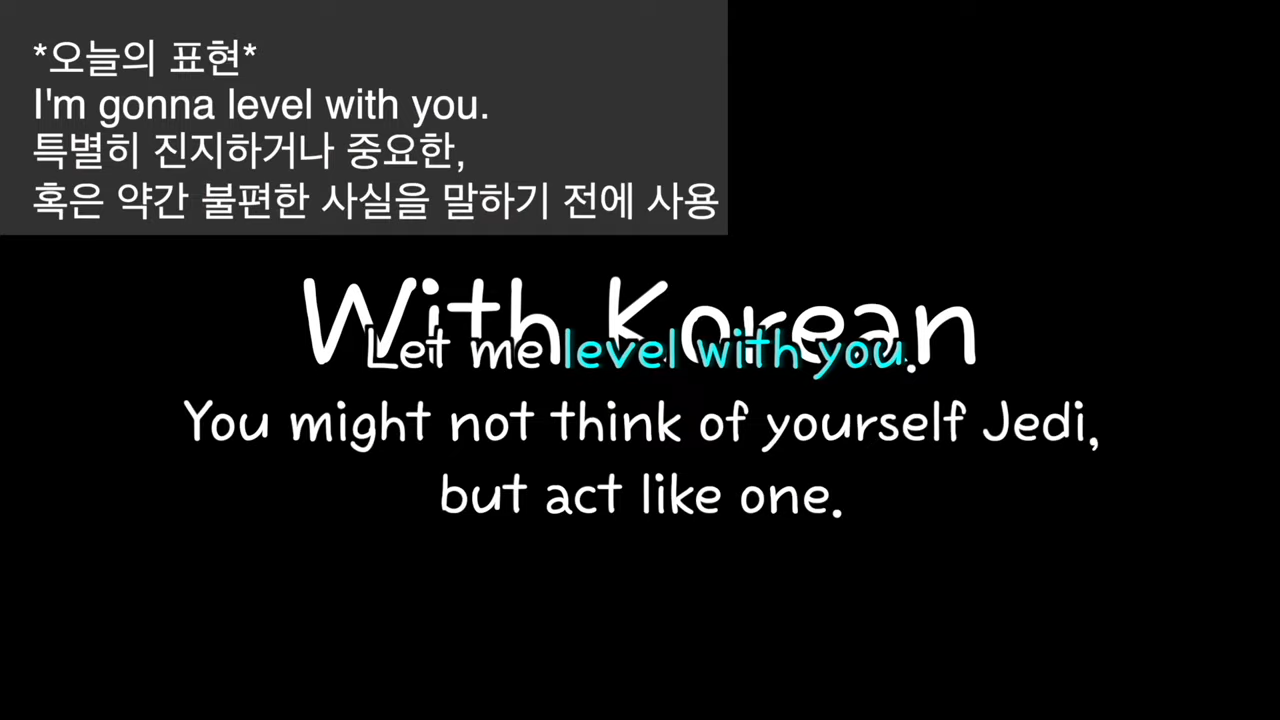 *오늘의 표현*
I'm gonna level with you.
특별히 진지하거나 중요한,
혹은 약간 불편한 사실을 말하기 전에 사용
With Korean
Let me level with you.
You might not think of yourself Jedi,
but act like one.